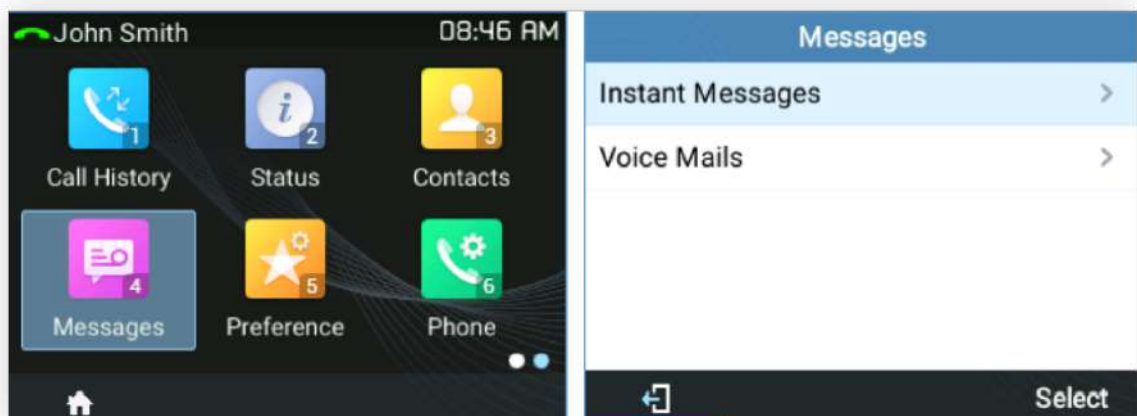 John Smith 08:46 AM
1 2 3
Call History Status Contacts
4 5 6
Messages Preference Phone
Messages
Instant Messages
Voice Mails
Select